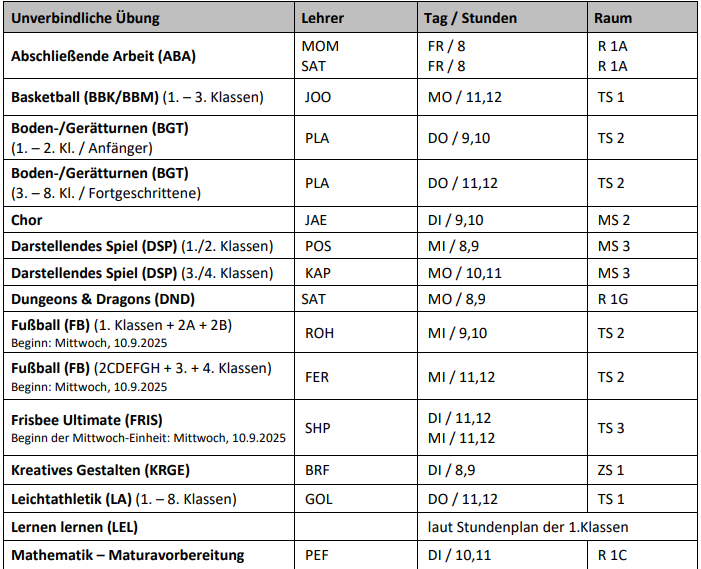 Unverbindliche Übung Lehrer Tag / Stunden Raum
Abschließende Arbeit (ABA) MOM FR / 8 R 1A
SAT FR / 8 R 1A
Basketball (BBK/BBM) (1. – 3. Klassen) JOO MO / 11,12 TS 1
Boden-/Gerätturnen (BGT)
(1. – 2. Kl. / Anfänger) PLA DO / 9,10 TS 2
Boden-/Gerätturnen (BGT)
(3. – 8. Kl. / Fortgeschrittene) PLA DO / 11,12 TS 2
Chor JAE DI / 9,10 MS 2
Darstellendes Spiel (DSP) (1./2. Klassen) POS MI / 8,9 MS 3
Darstellendes Spiel (DSP) (3./4. Klassen) KAP MO / 10,11 MS 3
Dungeons & Dragons (DND) SAT MO / 8,9 R 1G
Fußball (FB) (1. Klassen + 2A + 2B)
Beginn: Mittwoch, 10.9.2025 ROH MI / 9,10 TS 2
Fußball (FB) (2CDEFGH + 3. + 4. Klassen)
Beginn: Mittwoch, 10.9.2025 FER MI / 11,12 TS 2
Frisbee Ultimate (FRIS) SHP DI / 11,12 TS 3
Beginn der Mittwoch-Einheit: Mittwoch, 10.9.2025 MI / 11,12
Kreatives Gestalten (KRGE) BRF DI / 8,9 ZS 1
Leichtathletik (LA) (1. – 8. Klassen) GOL DO / 11,12 TS 1
Lernen lernen (LEL) laut Stundenplan der 1.Klassen
Mathematik – Maturavorbereitung PEF DI / 10,11 R 1C